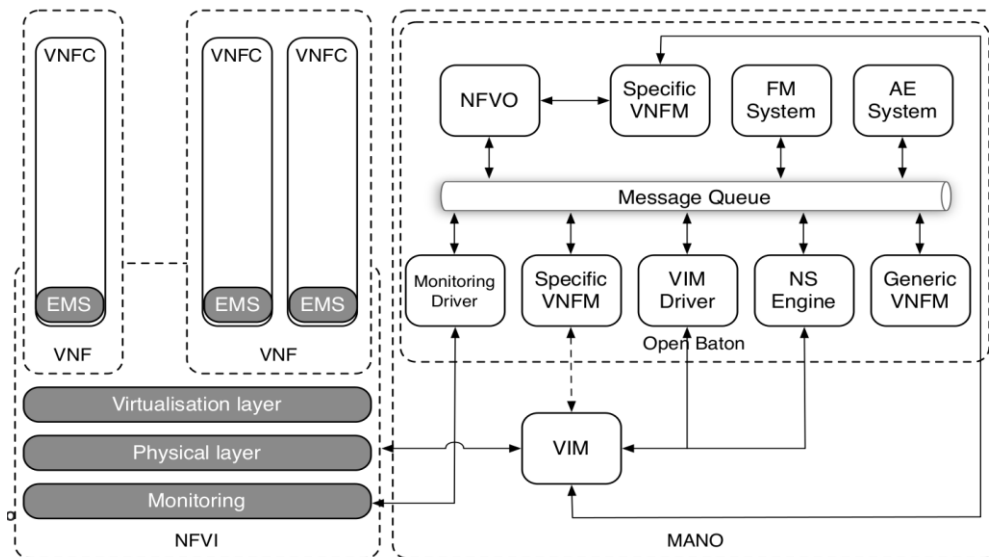 VNFC
VNFC
VNFC
EMS
EMS
EMS
VNF
VNF
Virtualisation layer
Physical layer
Monitoring
NFVI
NFVO
Specific
VNFM
FM
System
AE
System
Message Queue
Monitoring
Driver
Specific
VNFM
VIM
Driver
NS
Engine
Generic
VNFM
Open Baton
VIM
MANO